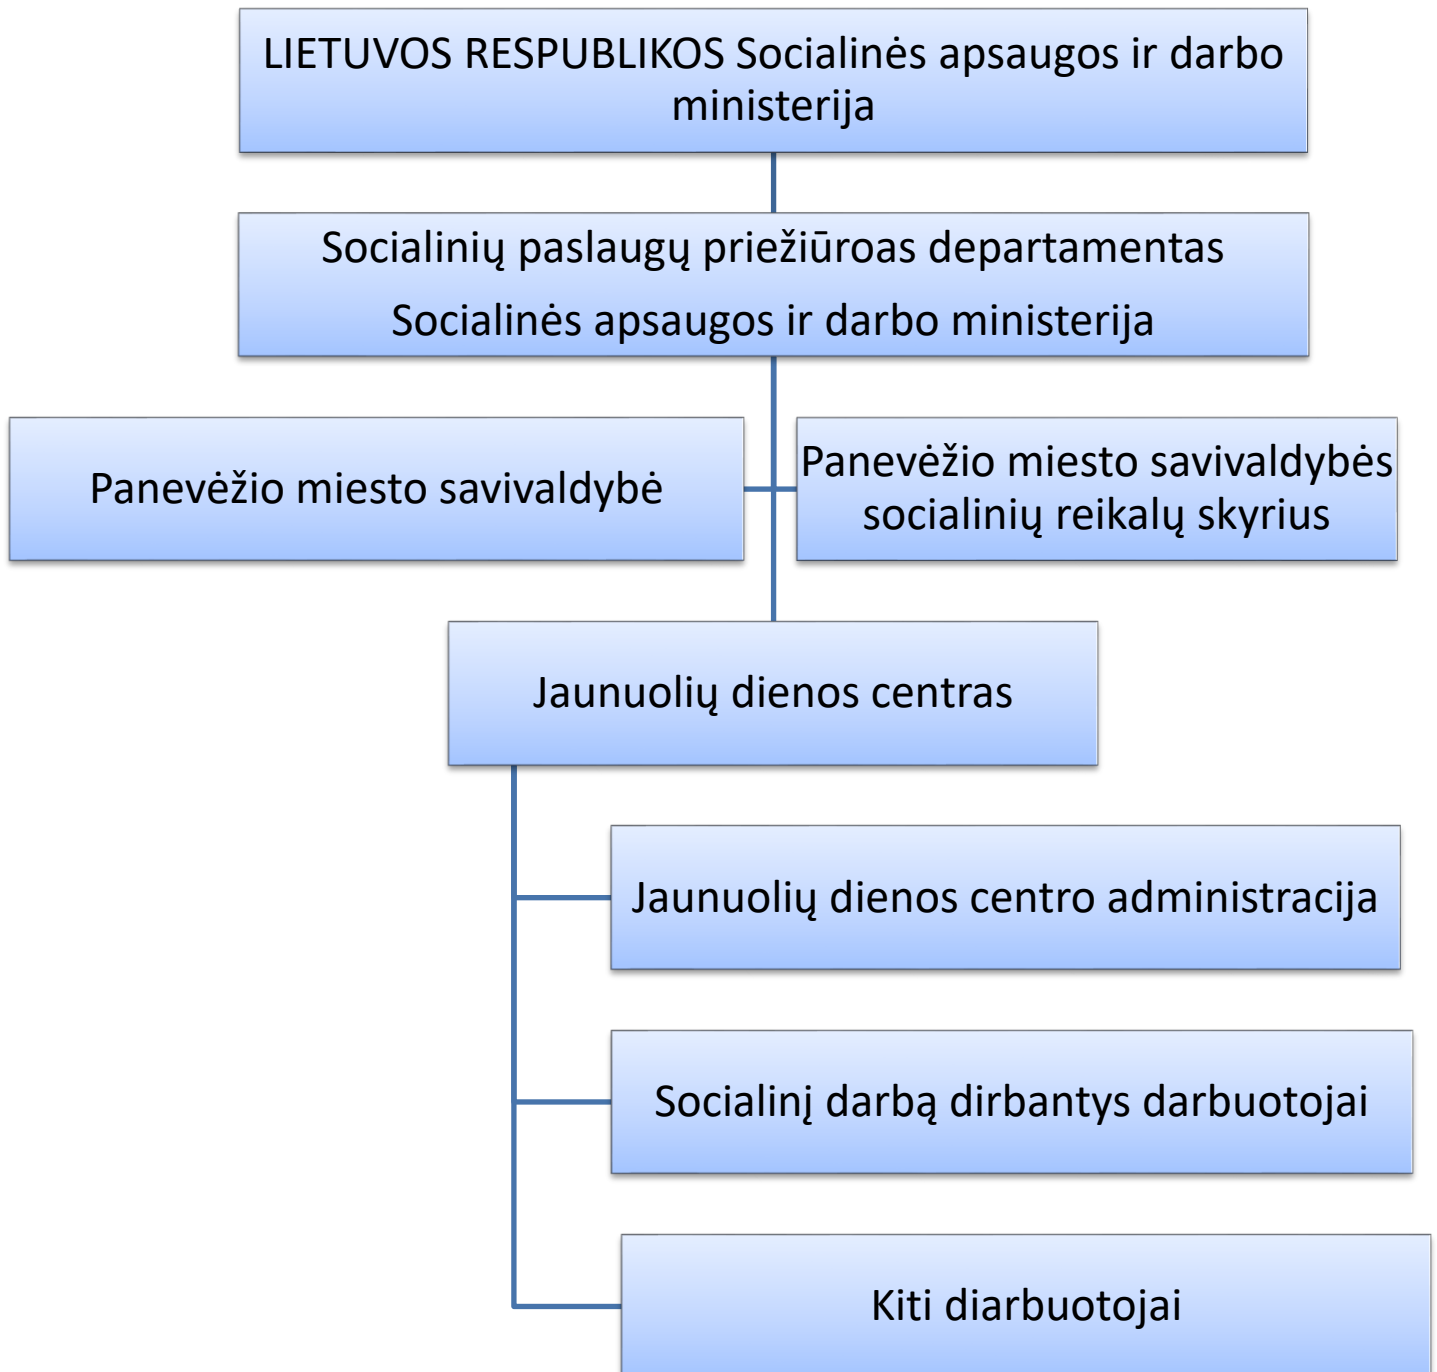 LIETUVOS RESPUBLIKOS Socialinės apsaugos ir darbo
ministerija
Socialinių paslaugų priežiūroas departamentas
Socialinės apsaugos ir darbo ministerija
Panevėžio miesto savivaldybė
Panevėžio miesto savivaldybės
socialinių reikalų skyrius
Jaunuolių dienos centras
Jaunuolių dienos centro administracija
Socialinį darbą dirbantys darbuotojai
Kiti diarbuotojai